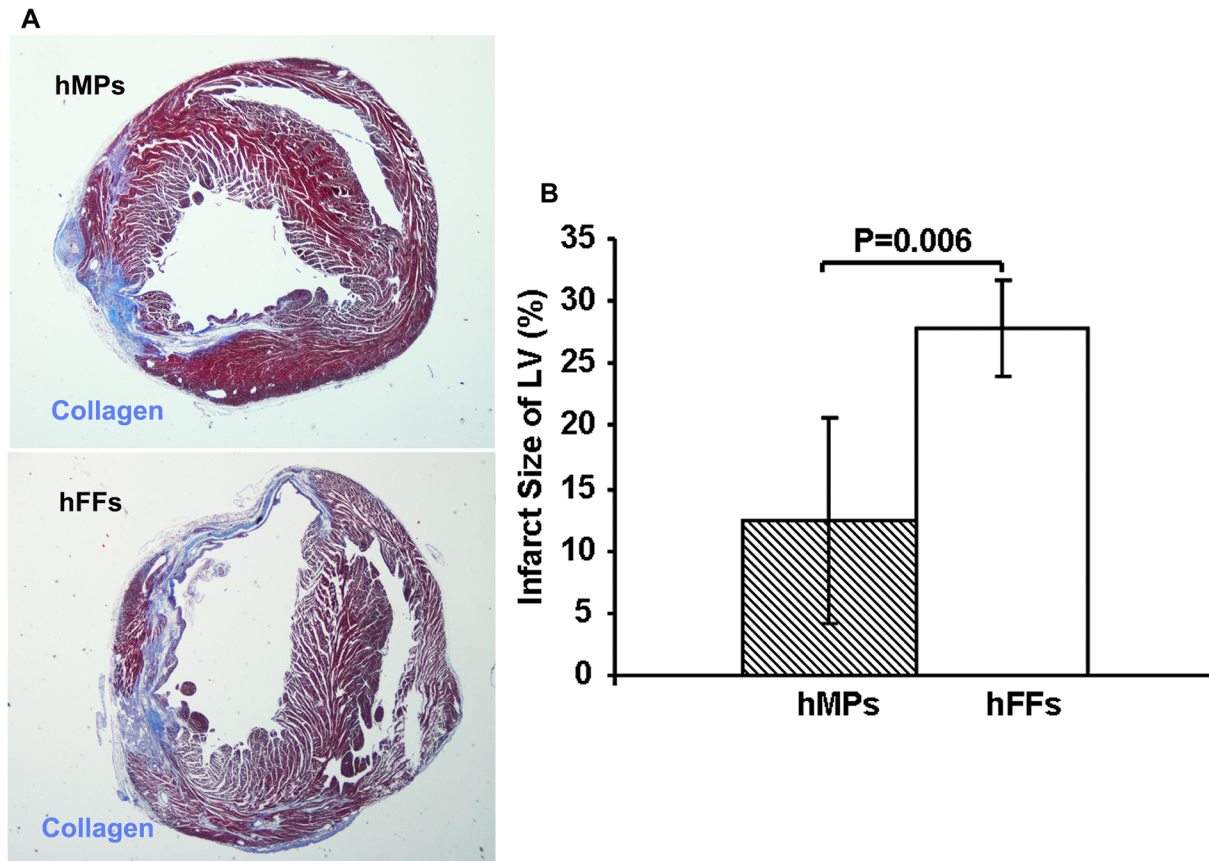 A
hMPs
Collagen
hFFs
Collagen
B
Infarct Size of LV (%)
35
30
25
20
15
10
5
0
P=0.006
hMPs
hFFs